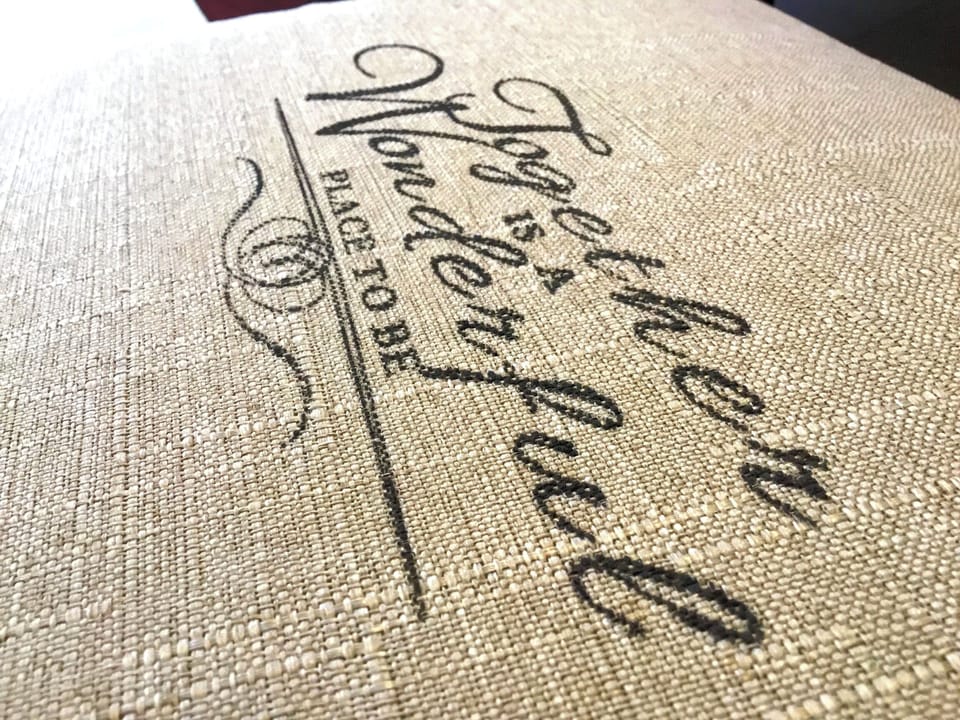 Together
IS A
Wonderful
PLACE TO BE